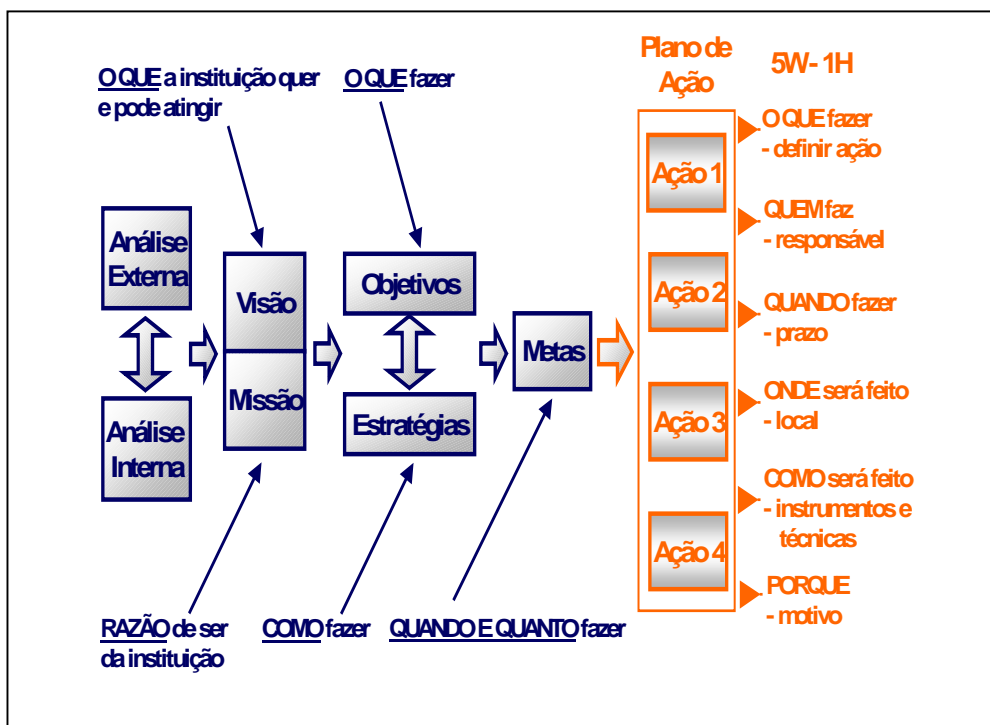 O QUE a instituição quer
e pode atingir
O QUE fazer
Análise
Externa
Análise
Interna
Visão
Missão
Objetivos
Estratégias
Metas
RAZÃO de ser
da instituição
COMO fazer
QUANDO E QUANTO fazer
Plano de
Ação
5W- 1H
Ação 1
Ação 2
Ação 3
Ação 4
O QUE fazer
- definir ação
QUEM faz
- responsável
QUANDO fazer
- prazo
ONDE será feito
- local
COMO será feito
- instrumentos e
técnicas
PORQUE
- motivo